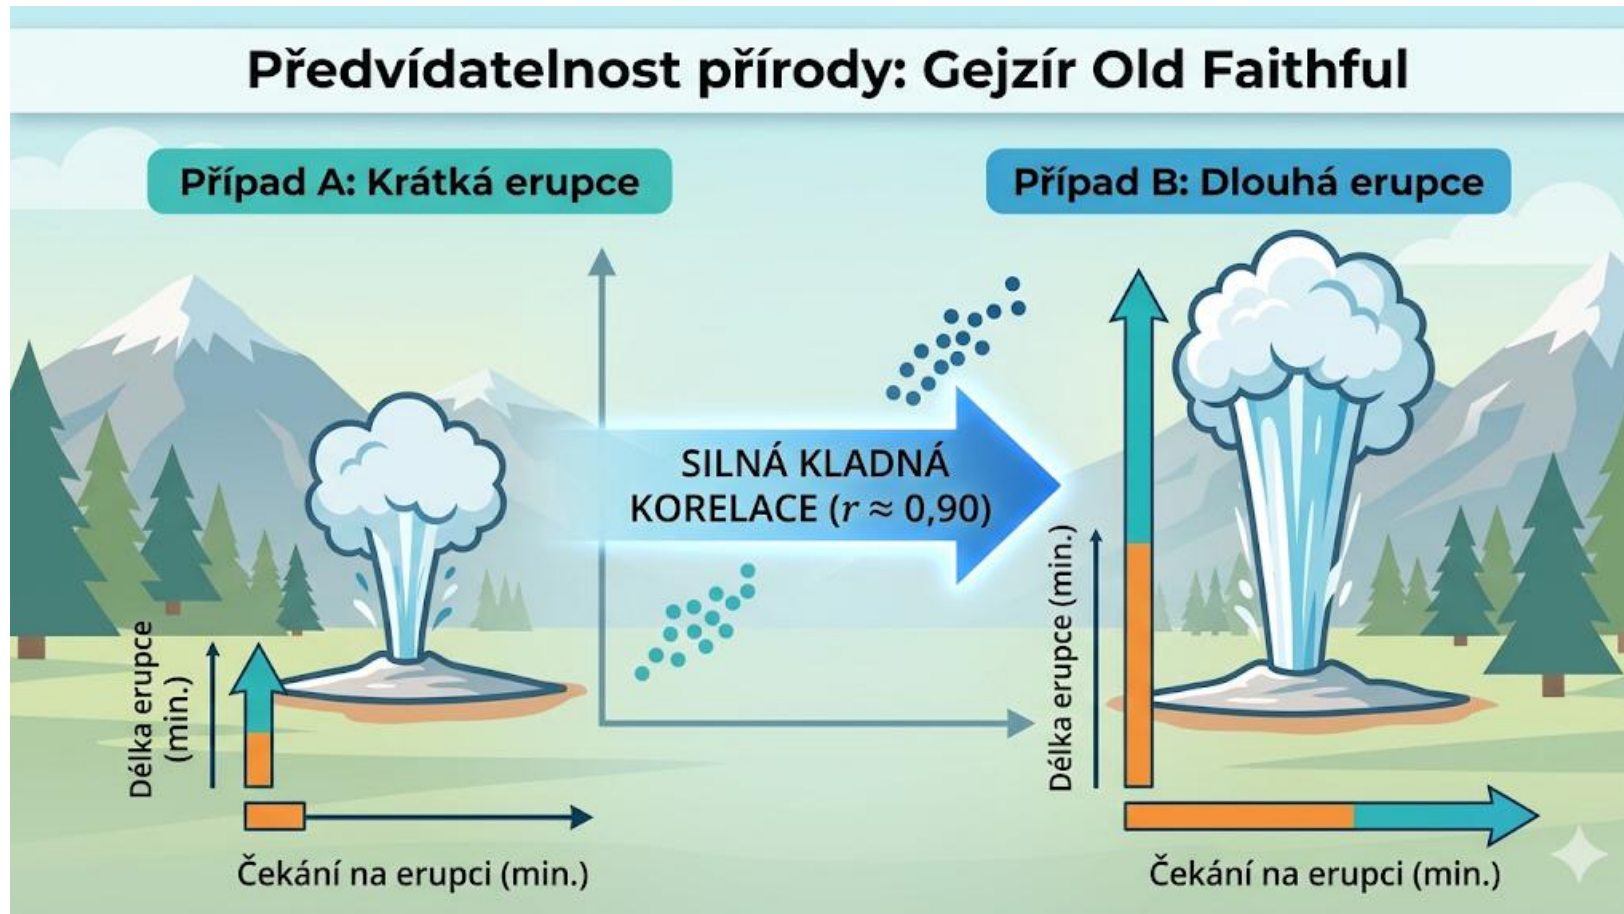 Předvídatelnost přírody: Gejzír Old Faithful
Případ A: Krátká erupce
Případ B: Dlouhá erupce
SILNÁ KLADNÁ
KORELACE (r ≈ 0,90)
Délka erupce
(min.)
Čekání na erupci (min.)
Délka erupce (min.)
Čekání na erupci (min.)